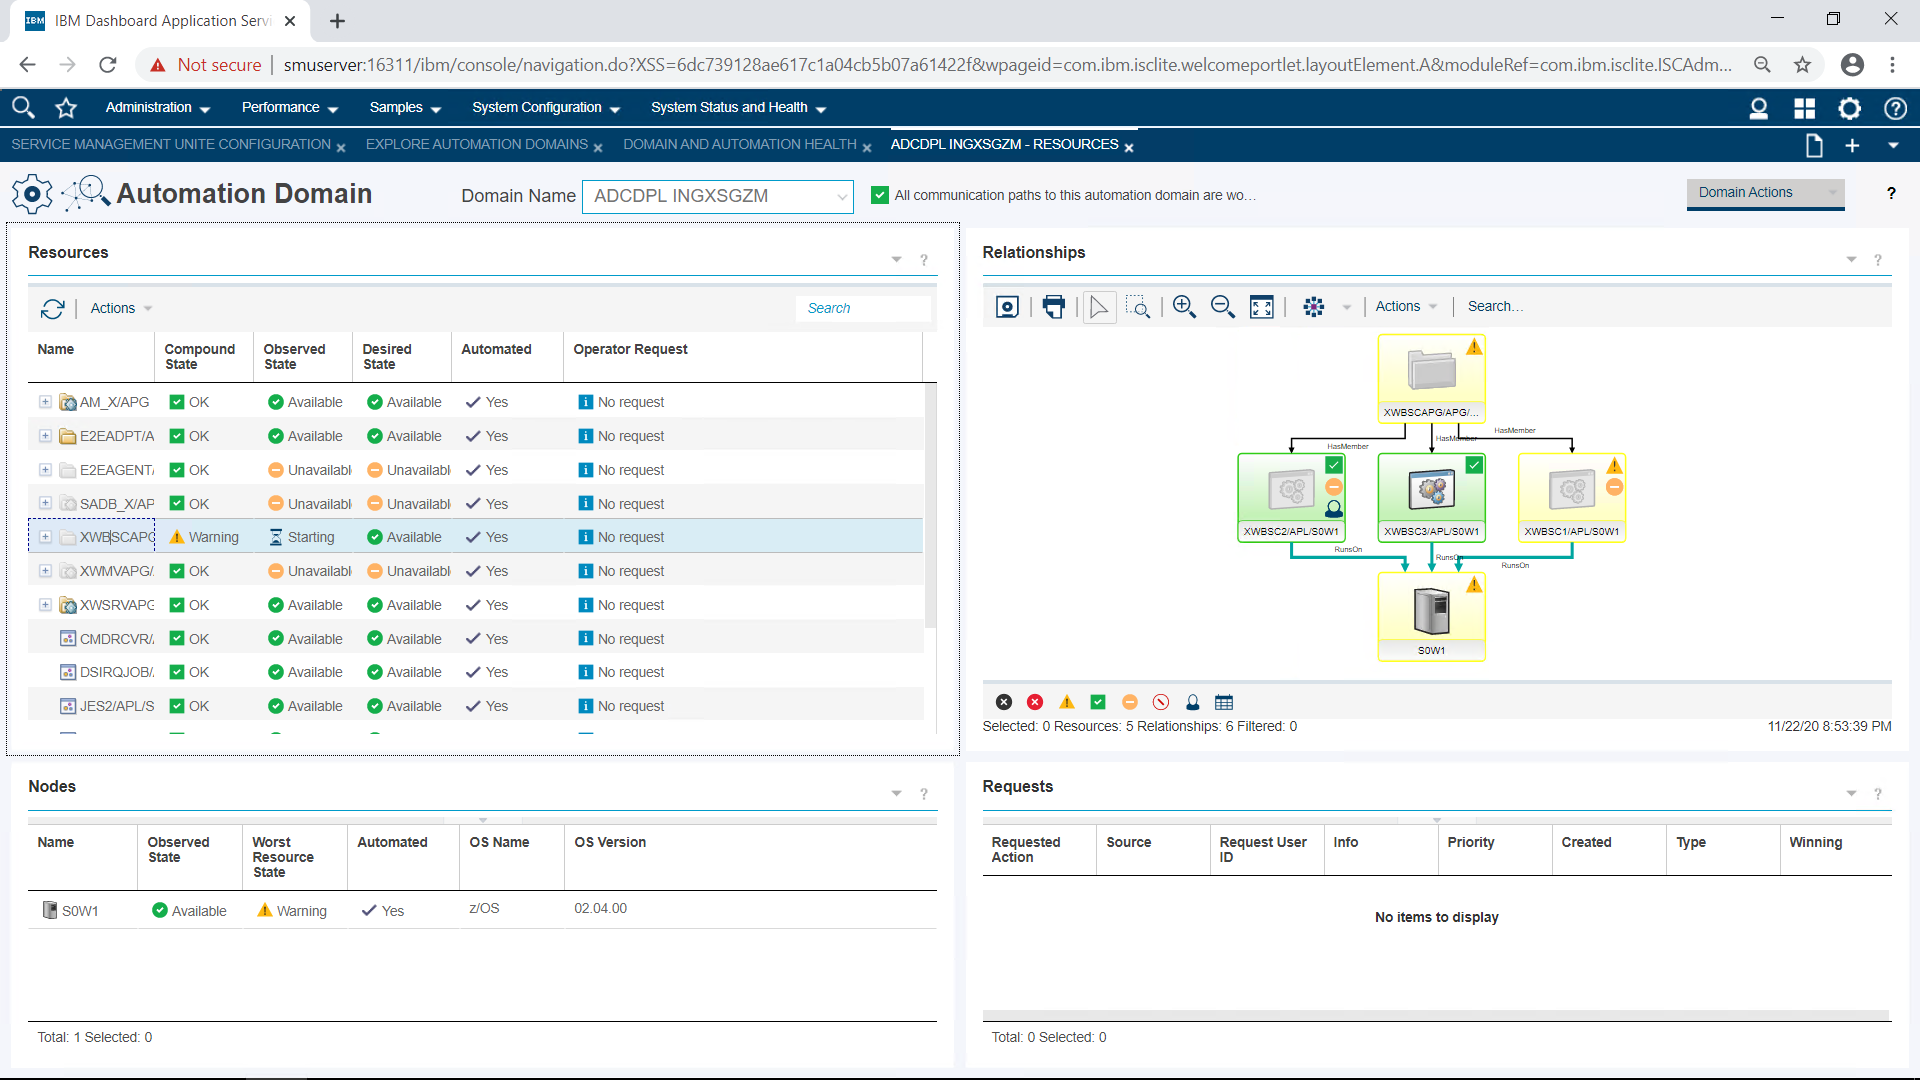 IBM Dashboard Application Servi
Not secure
smuserver:16311/ibm/console/navigation.do?XSS=6dc739128ae617c1a04cb5b07a61422f&wpageid=com.ibm.isclite.welcomeportlet.layoutElement.A&moduleRef=com.ibm.isclite.ISCAdm...
Administration Performance Samples System Configuration System Status and Health
SERVICE MANAGEMENT UNITE CONFIGURATION EXPLORE AUTOMATION DOMAINS DOMAIN AND AUTOMATION HEALTH ADCDPL INGXSGZM - RESOURCES
Automation Domain
Domain Name ADCDPL INGXSGZM
All communication paths to this automation domain are wo...
Domain Actions
?
Resources
?
Actions
Search
Name Compound State Observed State Desired State Automated Operator Request
AM_X/APG OK Available Available Yes No request
E2EADPT/A OK Available Available Yes No request
E2EAGENT/ OK Unavailabl Unavailabl Yes No request
SADB_X/AP OK Unavailabl Unavailabl Yes No request
XWBSCAPG Warning Starting Available Yes No request
XWMVAPG/ OK Unavailabl Unavailabl Yes No request
XWSRVAPG OK Available Available Yes No request
CMDRCVR/ OK Available Available Yes No request
DSIRQJOB/ OK Available Available Yes No request
JES2/APL/S OK Available Available Yes No request
Relationships
?
Actions
Search...
XWBSCAPG/APG/...
HasMember
HasMember
HasMember
XWBSC2/APL/S0W1
XWBSC3/APL/S0W1
XWBSC1/APL/S0W1
RunsOn
RunsOn
RunsOn
S0W1
Selected: 0 Resources: 5 Relationships: 6 Filtered: 0
11/22/20 8:53:39 PM
Nodes
?
Name Observed State Worst Resource State Automated OS Name OS Version
S0W1 Available Warning Yes z/OS 02.04.00
Total: 1 Selected: 0
Requests
?
Requested Action Source Request User ID Info Priority Created Type Winning
No items to display
Total: 0 Selected: 0